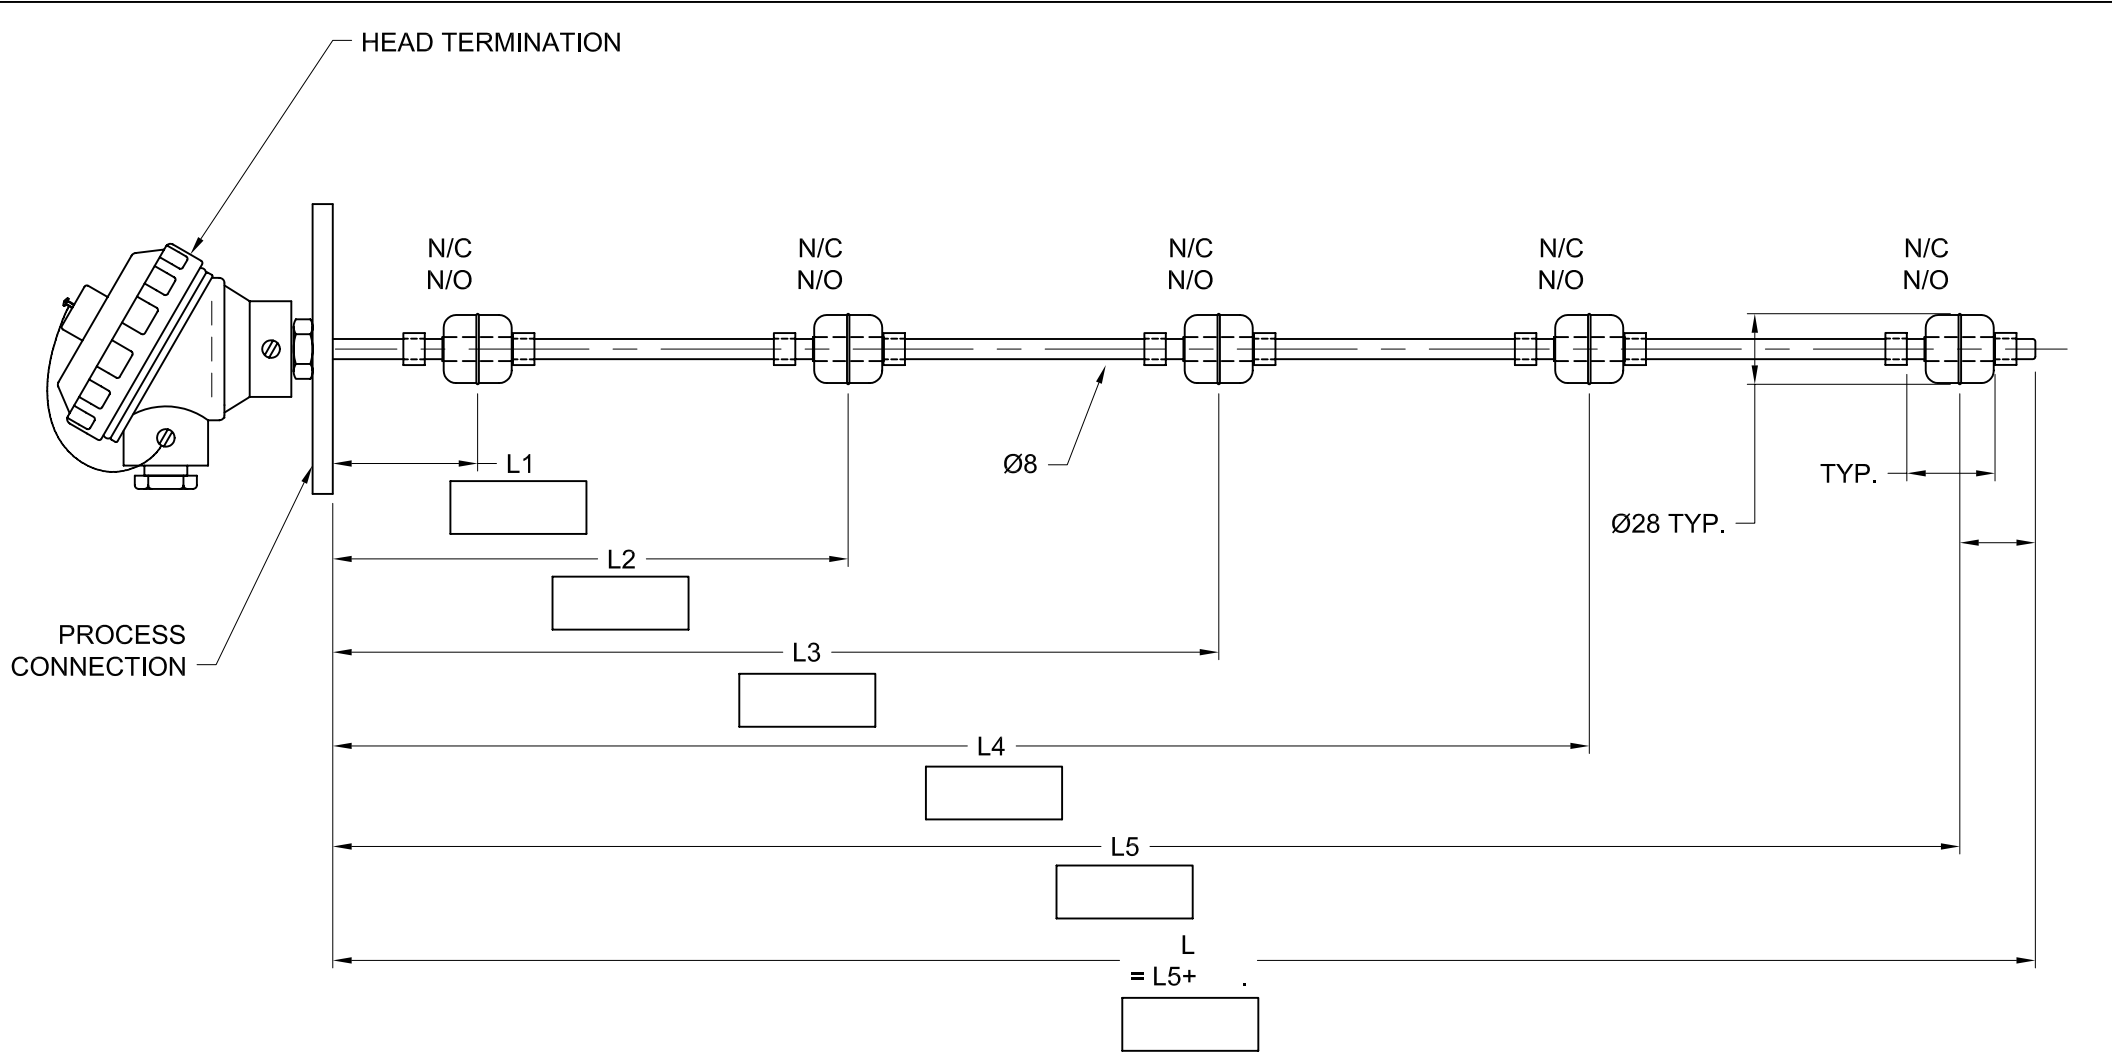 HEAD TERMINATION
N/C
N/O
N/C
N/O
N/C
N/O
N/C
N/O
N/C
N/O
L1
Ø8
TYP.
Ø28 TYP.
L2
PROCESS
CONNECTION
L3
L4
L5
L
= L5+ .